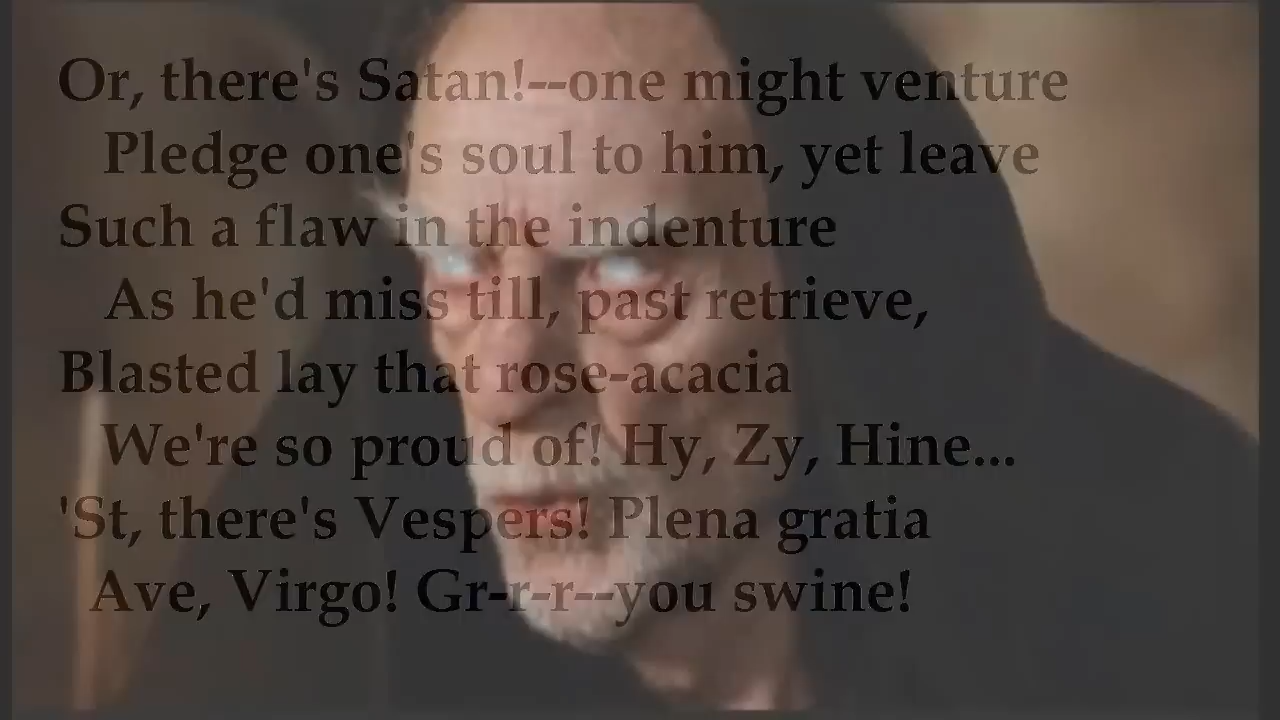 Or, there's Satan!--one might venture
Pledge one's soul to him, yet leave
Such a flaw in the indenture
As he'd miss till, past retrieve,
Blasted lay that rose-acacia
We're so proud of! Hy, Zy, Hine...
'St, there's Vespers! Plena gratia
Ave, Virgo! Gr-r-r--you swine!